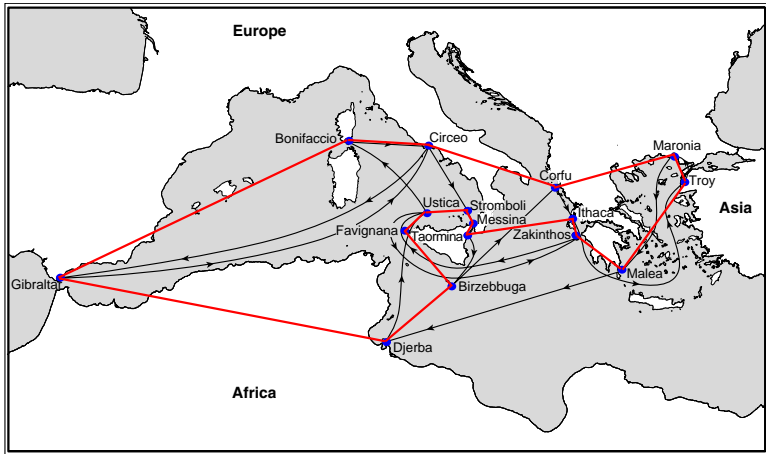 Europe
Bonifaccio
Circeo
Maronia
Corfu
Troy
Ustica
Stromboli
Asia
Messina
Ithaca
Favignana
Taormina
Zakinthos
Malea
Gibraltar
Birzebbuga
Djerba
Africa